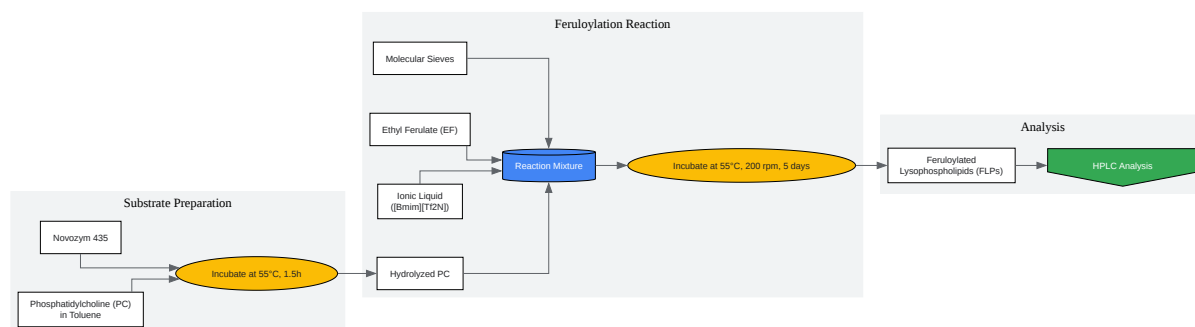 Substrate Preparation
Novozym 435
Phosphatidylcholine (PC)
in Toluene
Incubate at 55°C, 1.5h
Feruloylation Reaction
Molecular Sieves
Ethyl Ferulate (EF)
Ionic Liquid
([Bmim][Tf2N])
Hydrolyzed PC
Reaction Mixture
Incubate at 55°C, 200 rpm, 5 days
Analysis
Feruloylated
Lysophospholipids (FLPs)
HPLC Analysis